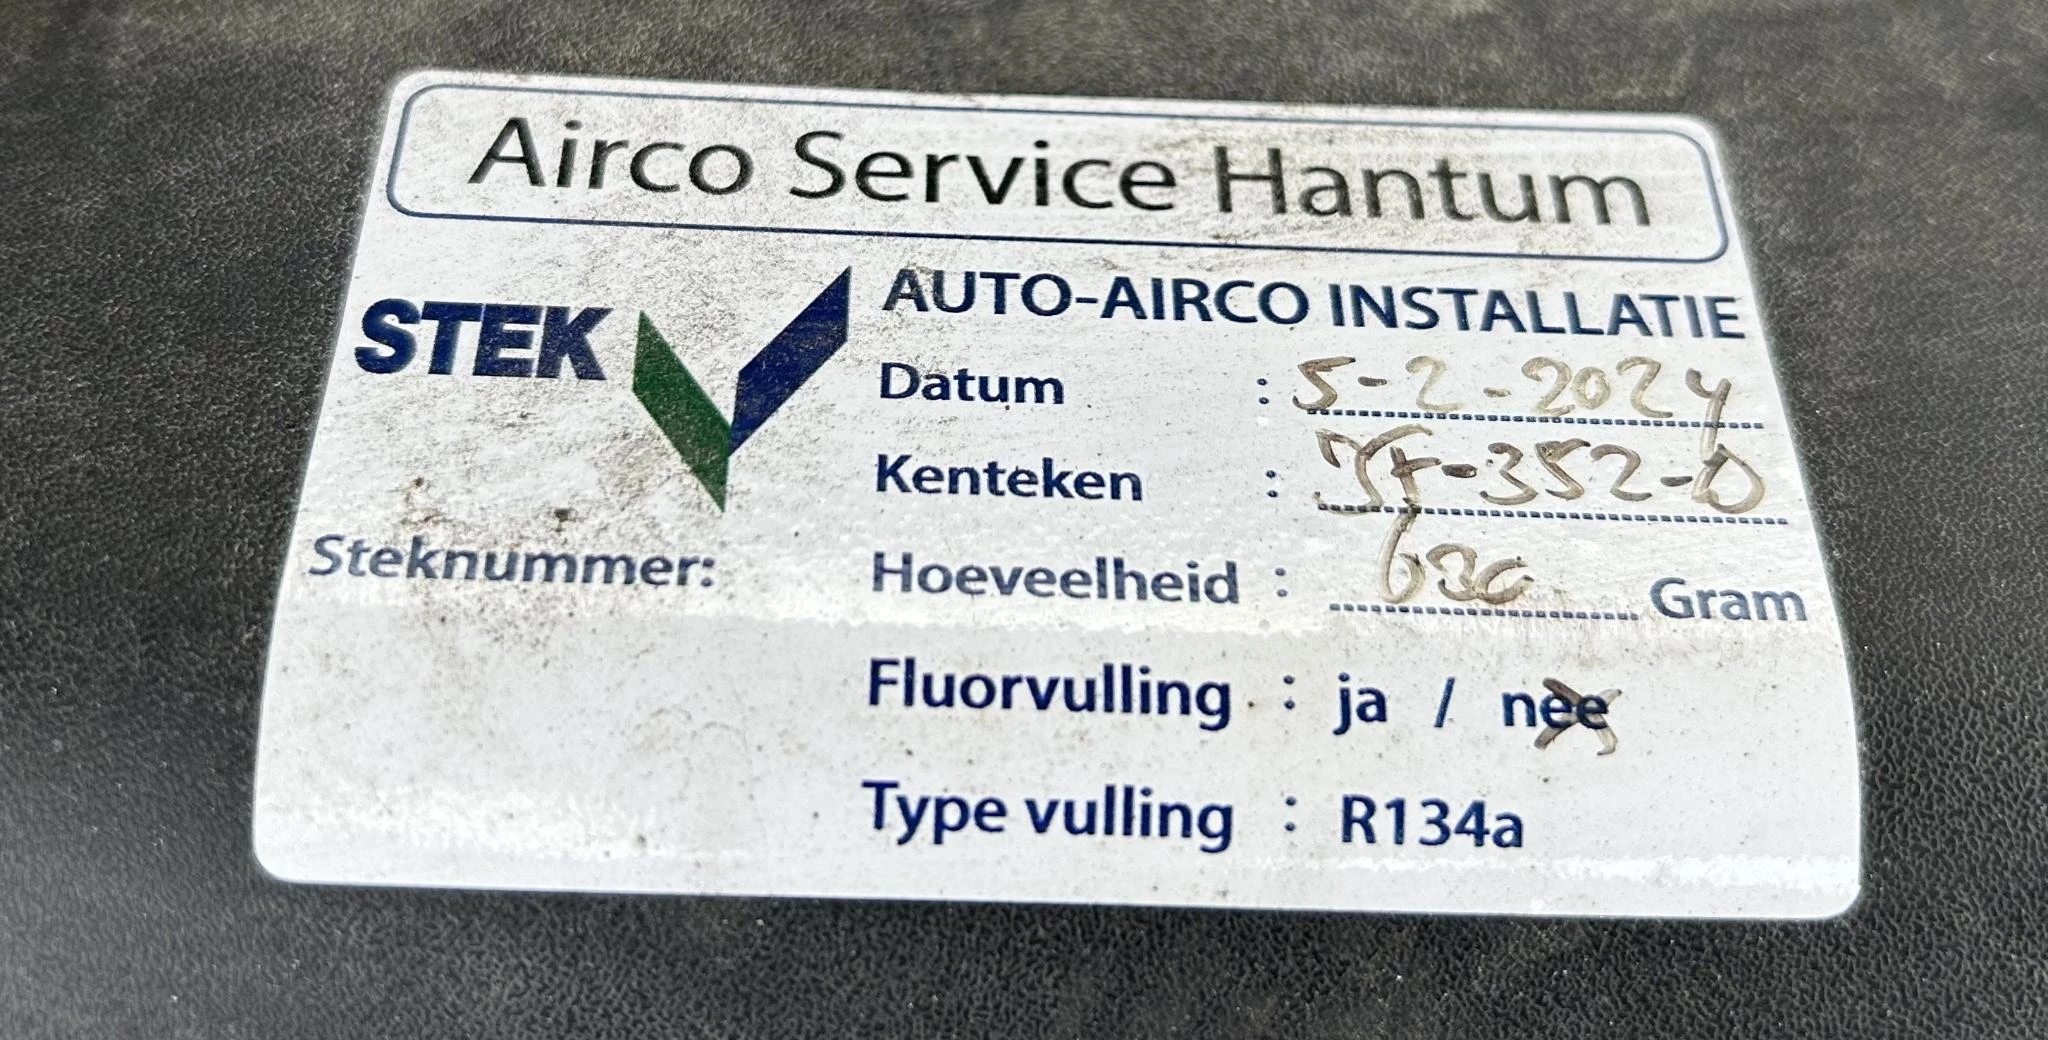 Airco Service Hantum
STEK
AUTO-AIRCO INSTALLATIE
Datum : 5-2-2024
Kenteken :
Steknummer:
Hoeveelheid : Gram
Fluorvulling : ja / nee
Type vulling : R134a